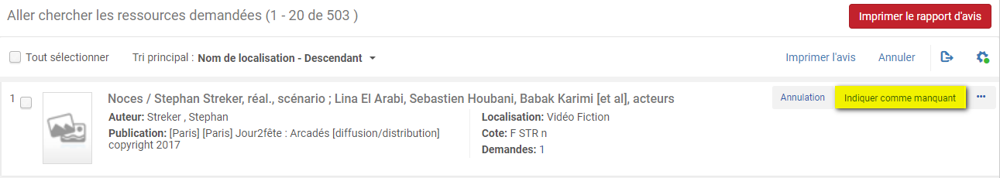 Aller chercher les ressources demandées (1 - 20 de 503 )
Imprimer le rapport d'avis
Tout sélectionner
Tri principal : Nom de localisation - Descendant
Imprimer l'avis
Annuler
1
Noces / Stephan Streker, réal., scénario ; Lina El Arabi, Sebastien Houbani, Babak Karimi [et al], acteurs
Annulation
Indiquer comme manquant
Auteur: Streker , Stephan
Publication: [Paris] [Paris] Jour2fête : Arcadés [diffusion/distribution]
copyright 2017
Localisation: Vidéo Fiction
Cote: F STR n
Demandes: 1